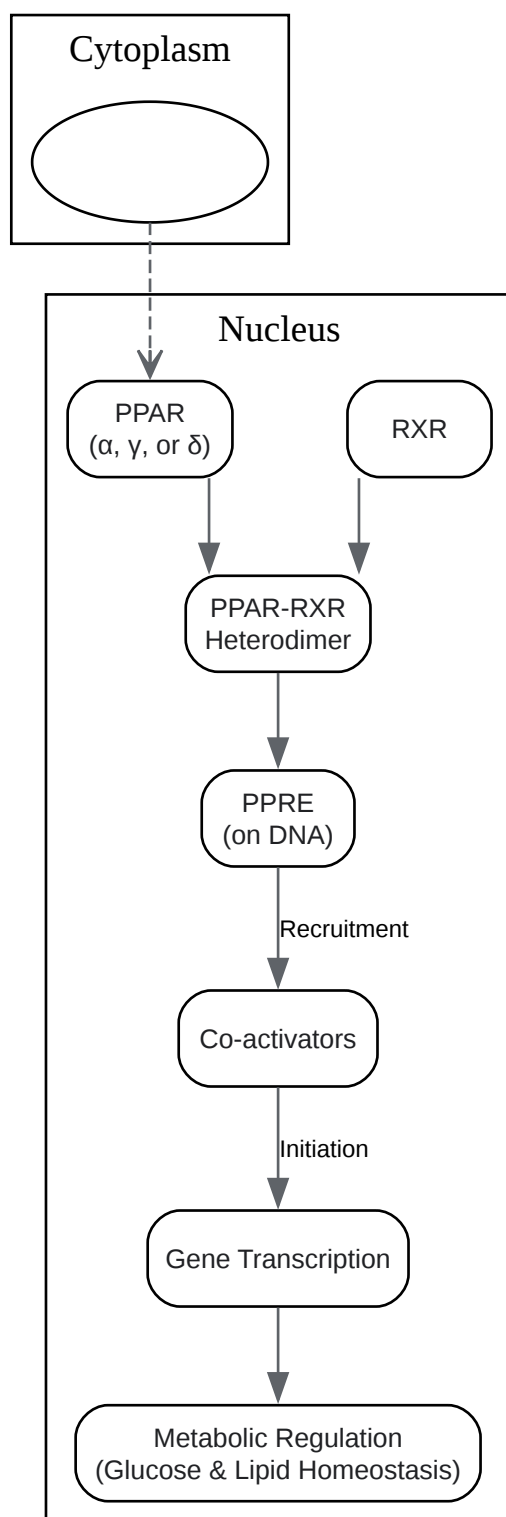 Cytoplasm
Nucleus
PPAR
(α, γ, or δ)
RXR
PPAR-RXR
Heterodimer
PPRE
(on DNA)
Recruitment
Co-activators
Initiation
Gene Transcription
Metabolic Regulation
(Glucose & Lipid Homeostasis)